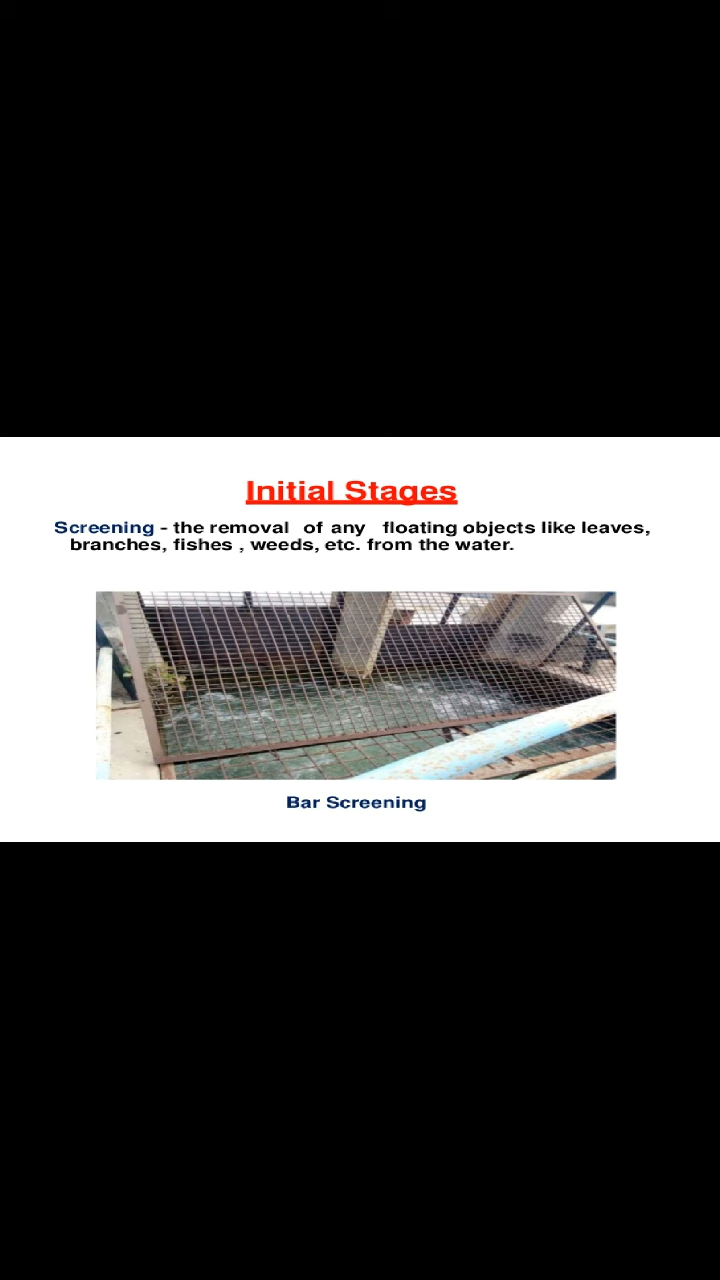 Initial Stages
Screening - the removal of any floating objects like leaves,
branches, fishes , weeds, etc. from the water.
Bar Screening